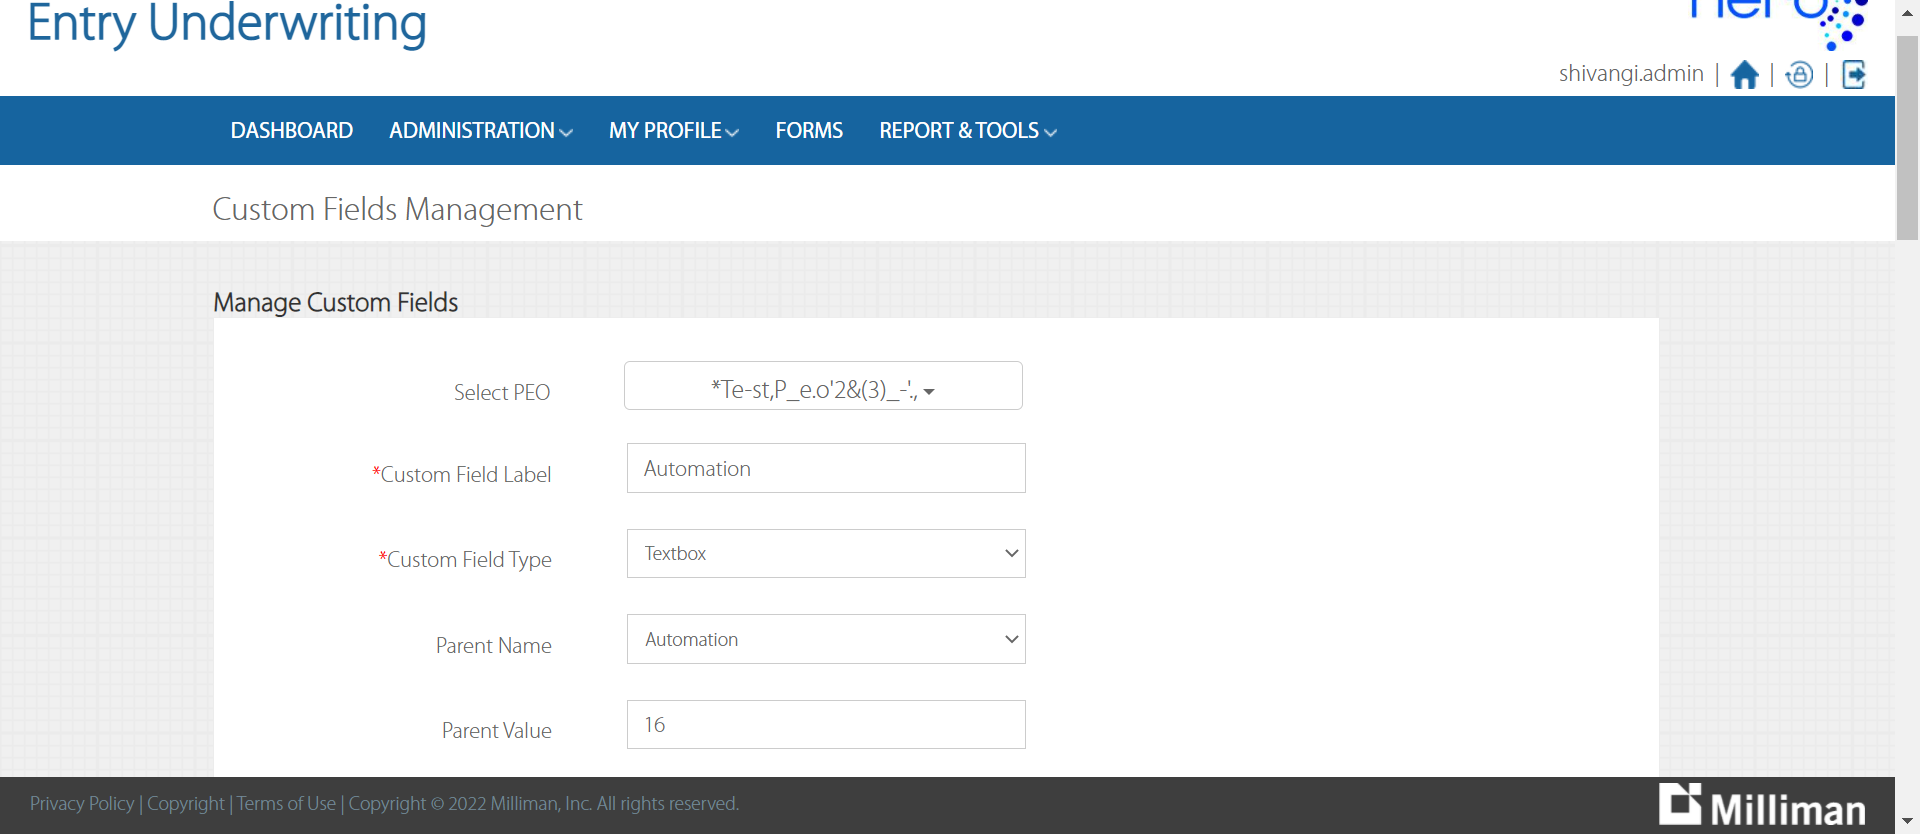 Entry Underwriting
shivangi.admin | | |
DASHBOARD ADMINISTRATION MY PROFILE FORMS REPORT & TOOLS
Custom Fields Management
Manage Custom Fields
Select PEO
*Te-st,P_e.o'2&(3)_-'.,
*Custom Field Label
Automation
*Custom Field Type
Textbox
Parent Name
Automation
Parent Value
16
Privacy Policy | Copyright | Terms of Use | Copyright © 2022 Milliman, Inc. All rights reserved.
Milliman